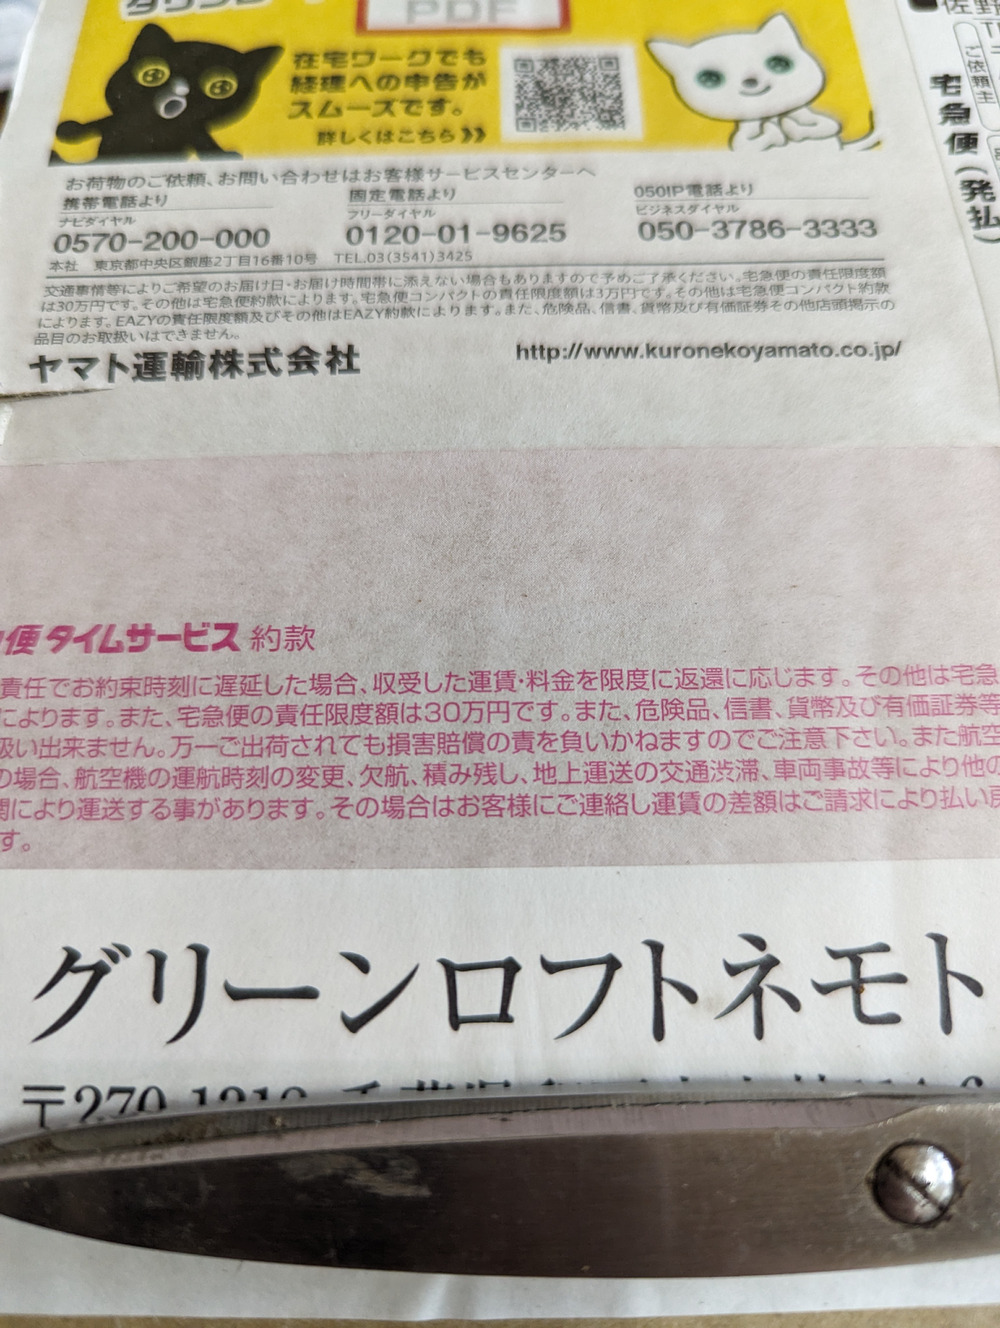 PDF
在宅ワークでも
経理への申告が
スムーズです。
詳しくはこちら》
お荷物のご依頼、お問い合わせはお客様サービスセンターへ
携帯電話より
ナビダイヤル
0570-200-000
固定電話より
フリーダイヤル
0120-01-9625
050IP電話より
ビジネスダイヤル
050-3786-3333
本社 東京都中央区銀座2丁目16番10号 TEL.03(3541)3425
交通事情等によりご希望のお届け日・お届け時間帯に添えない場合もありますので予めご了承ください。宅急便の責任限度額
は30万円です。その他は宅急便約款によります。宅急便コンパクトの責任限度額は3万円です。その他は宅急便コンパクト約款
によります。EAZYの責任限度額及びその他はEAZY約款によります。また、危険品、信書、貨幣及び有価証券その他店頭掲示の
品目のお取扱いはできません。
ヤマト運輸株式会社
http://www.kuronekoyamato.co.jp/
ご依頼主
宅急便(発払)
便タイムサービス 約款
責任でお約束時刻に遅延した場合、収受した運賃・料金を限度に返還に応じます。その他は宅急
によります。また、宅急便の責任限度額は30万円です。また、危険品、信書、貨幣及び有価証券等
扱い出来ません。万一ご出荷されても損害賠償の責を負いかねますのでご注意下さい。また航空
の場合、航空機の運航時刻の変更、欠航、積み残し、地上運送の交通渋滞、車両事故等により他の
関により運送する事があります。その場合はお客様にご連絡し運賃の差額はご請求により払い戻
す。
グリーンロフトネモト
〒270